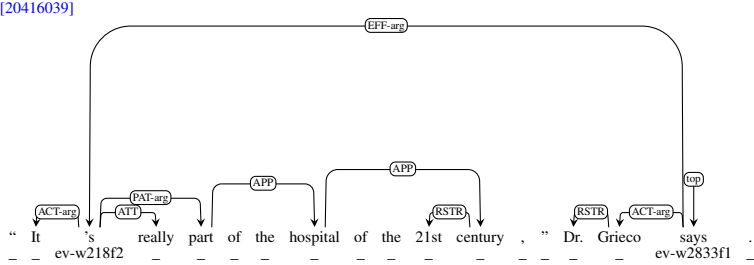 [20416039]
EFF-arg
APP
APP
top
PAT-arg
ACT-arg ATT RSTR RSTR ACT-arg
“ It 's really part of the hospital of the 21st century , ” Dr. Grieco says .
_ _ ev-w218f2 _ _ _ _ _ _ _ _ _ _ _ _ _ ev-w2833f1 _